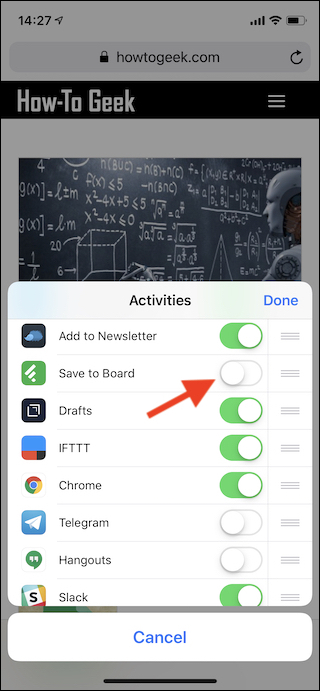 14:27
howtogeek.com
How-To Geek
Activities
Done
Add to Newsletter
Save to Board
Drafts
IFTTT
Chrome
Telegram
Hangouts
Slack
Cancel